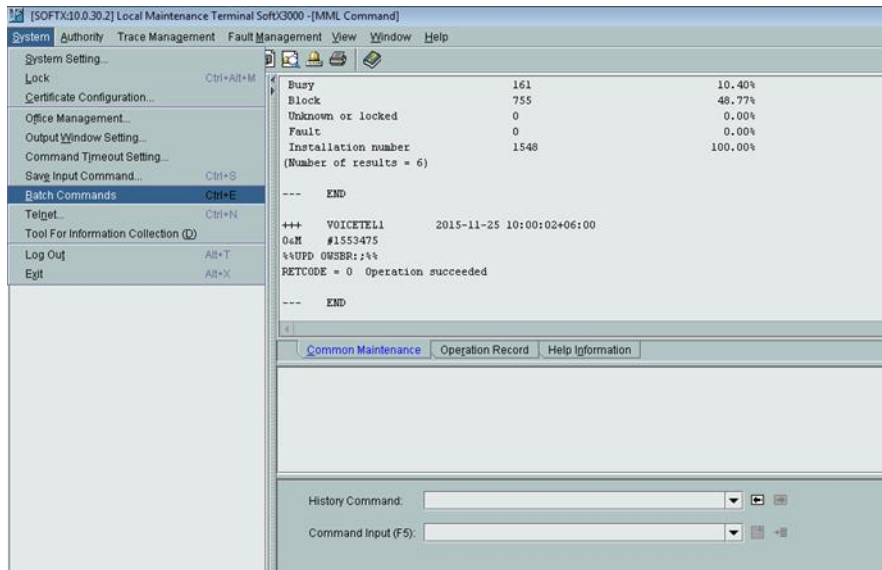 [SOFTX:10.0.30.2] Local Maintenance Terminal SoftX3000 -[MML Command]
System Authority Trace Management Fault Management View Window Help
System Setting...
Lock Ctrl+Alt+M
Certificate Configuration...
Office Management...
Output Window Setting...
Command Timeout Setting...
Save Input Command... Ctrl+S
Batch Commands Ctrl+E
Telnet... Ctrl+N
Tool For Information Collection (D)
Log Out Alt+T
Exit Alt+X
Busy 161 10.40%
Block 755 48.77%
Unknown or locked 0 0.00%
Fault 0 0.00%
Installation number 1548 100.00%
(Number of results = 6)
--- END
+++ VOICETEL1 2015-11-25 10:00:02+06:00
O&M #1553475
%%UPD OWSBR:;%%
RETCODE = 0 Operation succeeded
--- END
Common Maintenance Operation Record Help Information
History Command:
Command Input (F5):